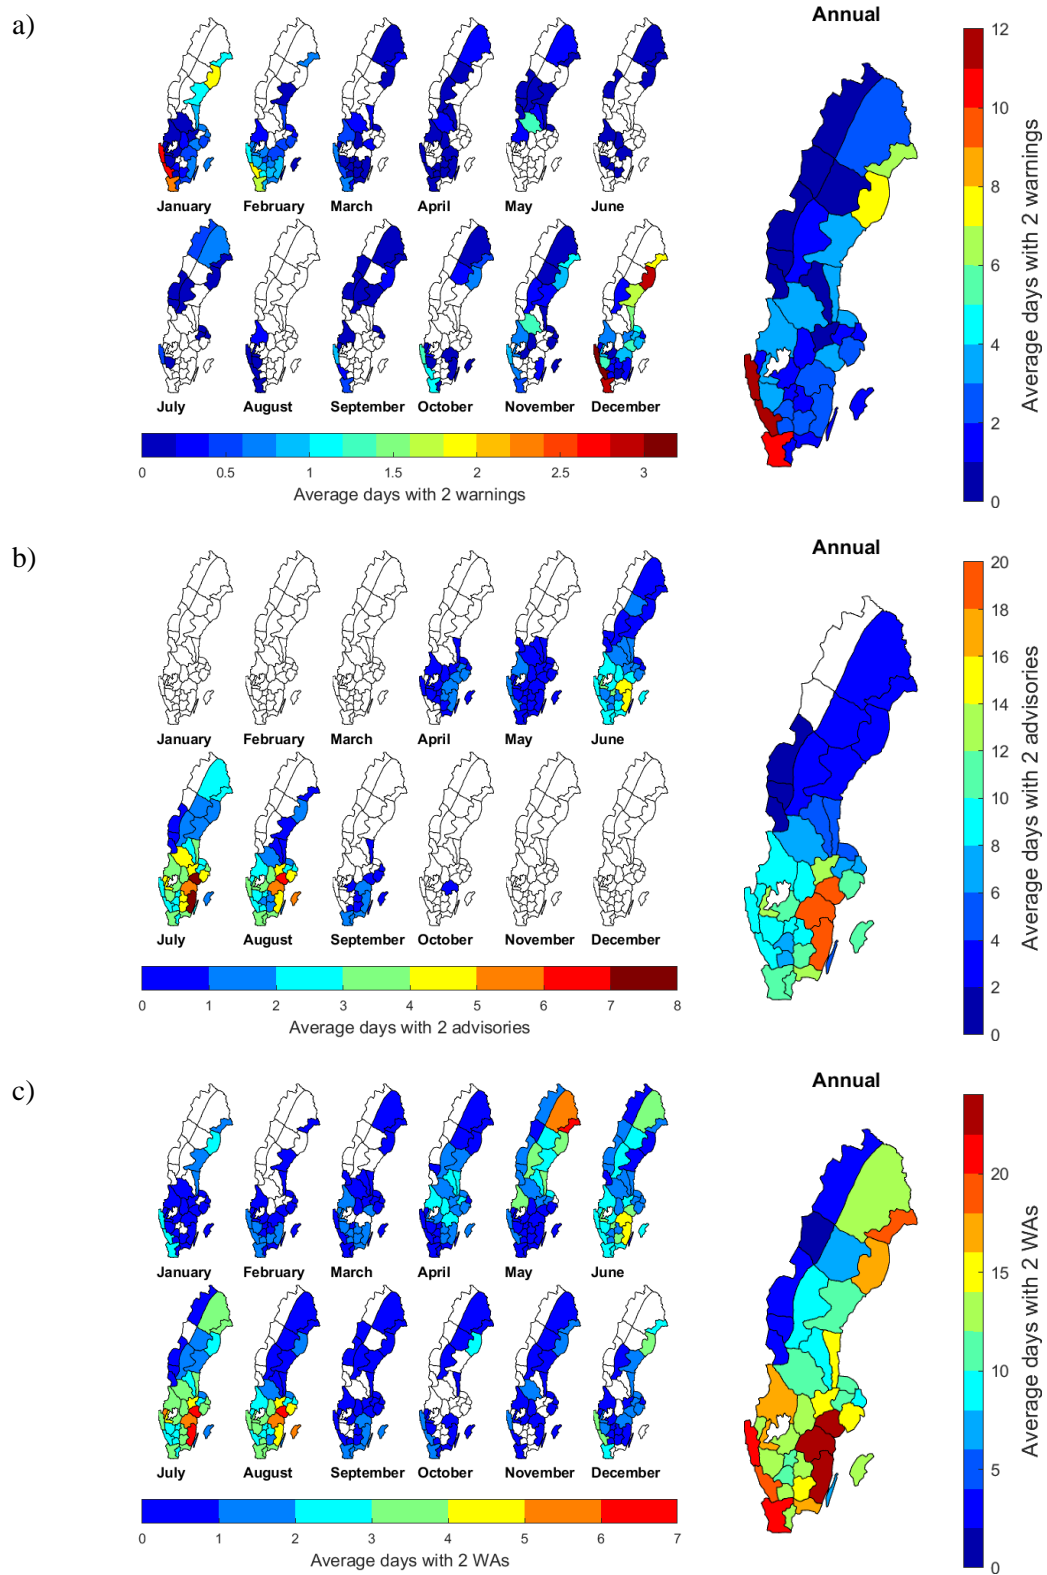 a)
Annual
January February March April May June
July August September October November December
0 0.5 1 1.5 2 2.5 3
Average days with 2 warnings
12
10
8
6
4
2
0
Average days with 2 warnings
b)
Annual
January February March April May June
July August September October November December
0 1 2 3 4 5 6 7 8
Average days with 2 advisories
20
18
16
14
12
10
8
6
4
2
0
Average days with 2 advisories
c)
Annual
January February March April May June
July August September October November December
0 1 2 3 4 5 6 7
Average days with 2 WAs
20
15
10
5
0
Average days with 2 WAs